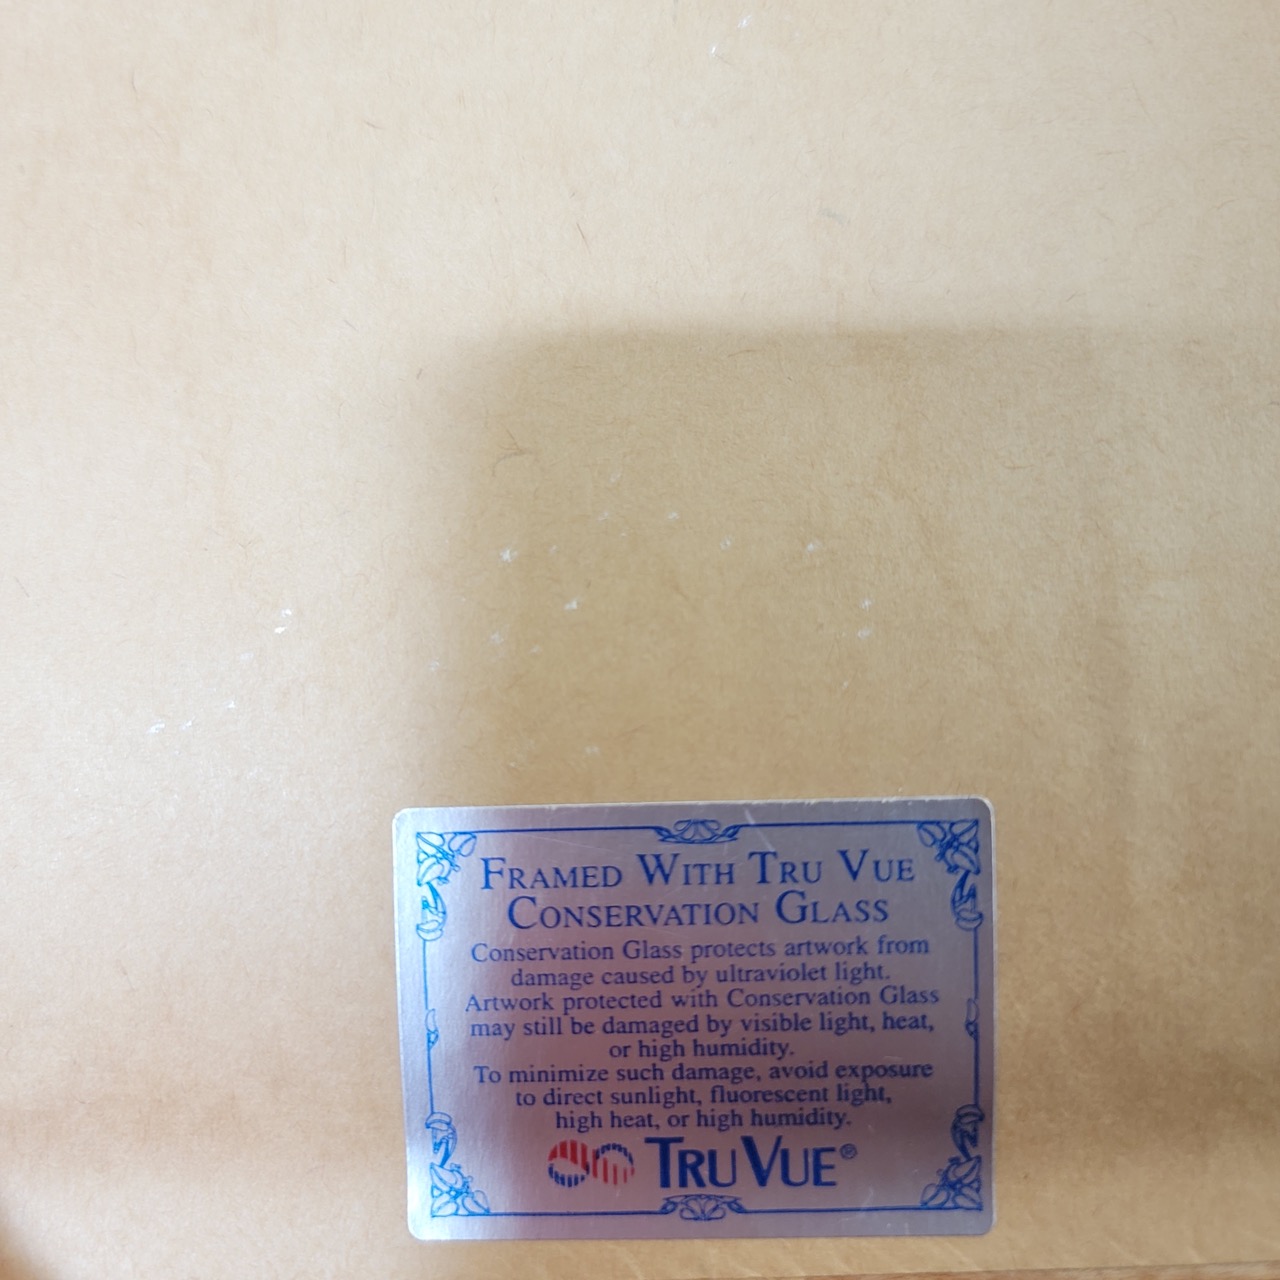 FRAMED WITH TRU VUE
CONSERVATION GLASS
Conservation Glass protects artwork from
damage caused by ultraviolet light.
Artwork protected with Conservation Glass
may still be damaged by visible light, heat,
or high humidity.
To minimize such damage, avoid exposure
to direct sunlight, fluorescent light,
high heat, or high humidity.
TRU VUE®